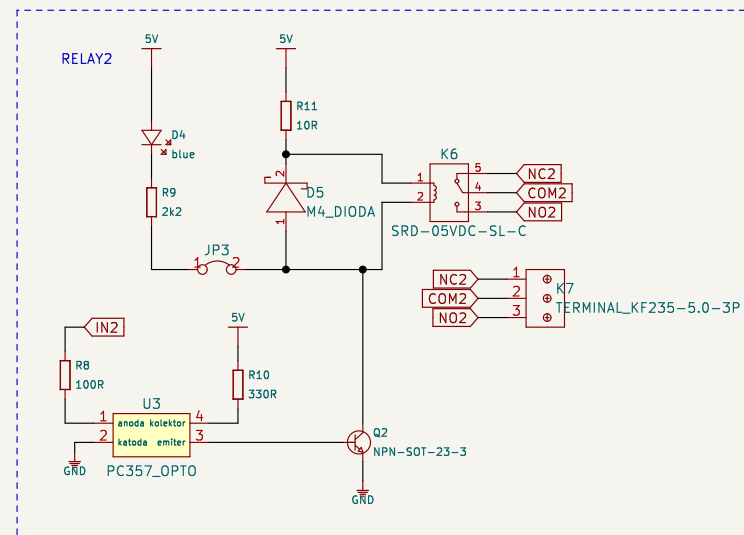 5V
5V
RELAY2
R11
10R
D4
blue
K6
5
NC2
1
4
COM2
2
3
NO2
SRD-05VDC-SL-C
2
D5
M4_DIODA
1
R9
2k2
JP3
1
2
NC2
1
K7
COM2
2
TERMINAL_KF235-5.0-3P
NO2
3
IN2
5V
R8
100R
R10
330R
U3
1
anoda kolektor
4
2
katoda emiter
3
PC357_OPTO
GND
Q2
NPN-SOT-23-3
GND